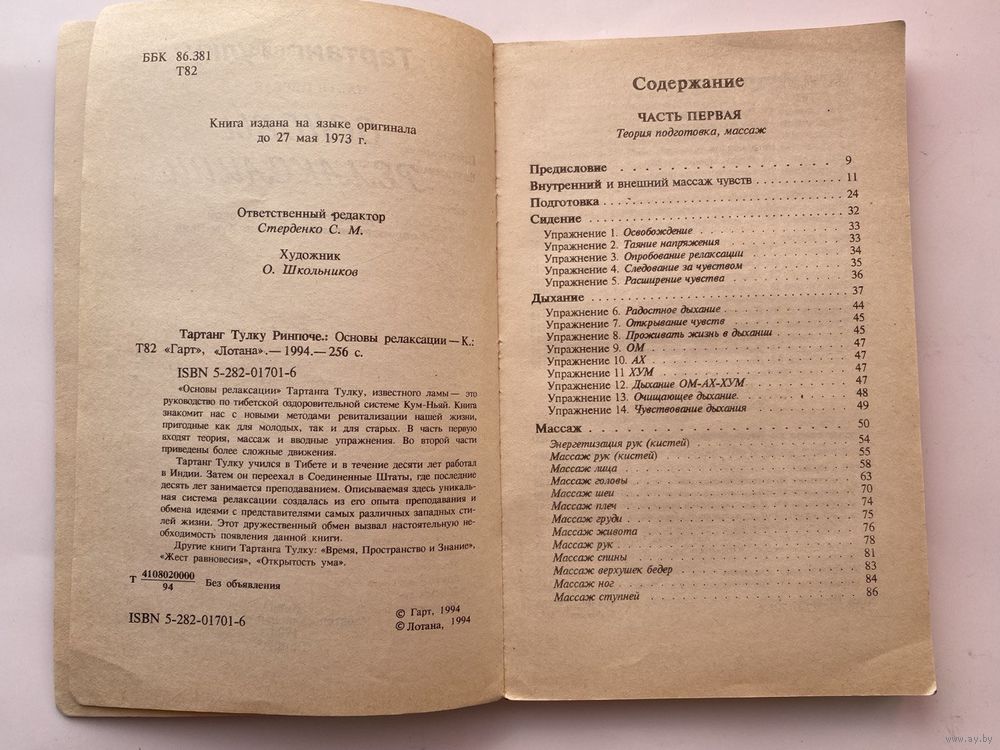 ББК 86.381
Т82
Книга издана на языке оригинала
до 27 мая 1973 г.
Ответственный редактор
Стерденко С. М.
Художник
О. Школьников
Тартанг Тулку Ринпоче.: Основы релаксации — К.:
Т82 «Гарт», «Лотана».— 1994.— 256 с.
ISBN 5-282-01701-6
«Основы релаксации» Тартанга Тулку, известного ламы — это
руководство по тибетской оздоровительной системе Кум-Ньяй. Книга
знакомит нас с новыми методами ревитализации нашей жизни,
пригодные как для молодых, так и для старых. В часть первую
входят теория, массаж и вводные упражнения. Во второй части
приведены более сложные движения.
Тартанг Тулку учился в Тибете и в течение десяти лет работал
в Индии. Затем он переехал в Соединенные Штаты, где последние
десять лет занимается преподаванием. Описываемая здесь уникаль-
ная система релаксации создалась из его опыта преподавания и
обмена идеями с представителями самых различных западных сти-
лей жизни. Этот дружественный обмен вызвал настоятельную не-
обходимость появления данной книги.
Другие книги Тартанга Тулку: «Время, Пространство и Знание»,
«Жест равновесия», «Открытость ума».
Т 4108020000
94 Без объявления
ISBN 5-282-01701-6
© Гарт, 1994
© Лотана, 1994
Содержание
ЧАСТЬ ПЕРВАЯ
Теория подготовка, массаж
Предисловие . . . . . . . . 9
Внутренний и внешний массаж чувств . . . . . . . . 11
Подготовка . . . . . . . . 24
Сидение . . . . . . . . 32
Упражнение 1. Освобождение . . . . . . . . 33
Упражнение 2. Таяние напряжения . . . . . . . . 33
Упражнение 3. Опробование релаксации . . . . . . . . 34
Упражнение 4. Следование за чувством . . . . . . . . 35
Упражнение 5. Расширение чувства . . . . . . . . 36
Дыхание . . . . . . . . 37
Упражнение 6. Радостное дыхание . . . . . . . . 44
Упражнение 7. Открывание чувств . . . . . . . . 45
Упражнение 8. Проживать жизнь в дыхании . . . . . . . . 45
Упражнение 9. ОМ . . . . . . . . 47
Упражнение 10. АХ . . . . . . . . 47
Упражнение 11 ХУМ . . . . . . . . 47
Упражнение 12. Дыхание ОМ-АХ-ХУМ . . . . . . . . 47
Упражнение 13. Очищающее дыхание. . . . . . . . . 48
Упражнение 14. Чувствование дыхания . . . . . . . . 49
Массаж . . . . . . . . 50
Энергетизация рук (кистей) . . . . . . . . 54
Массаж рук (кистей) . . . . . . . . 55
Массаж лица . . . . . . . . 58
Массаж головы . . . . . . . . 63
Массаж шеи . . . . . . . . 70
Массаж плеч . . . . . . . . 74
Массаж груди . . . . . . . . 75
Массаж живота . . . . . . . . 76
Массаж рук . . . . . . . . 78
Массаж спины . . . . . . . . 81
Массаж верхушек бедер . . . . . . . . 83
Массаж ног . . . . . . . . 84
Массаж ступней . . . . . . . . 86
www.ay.by